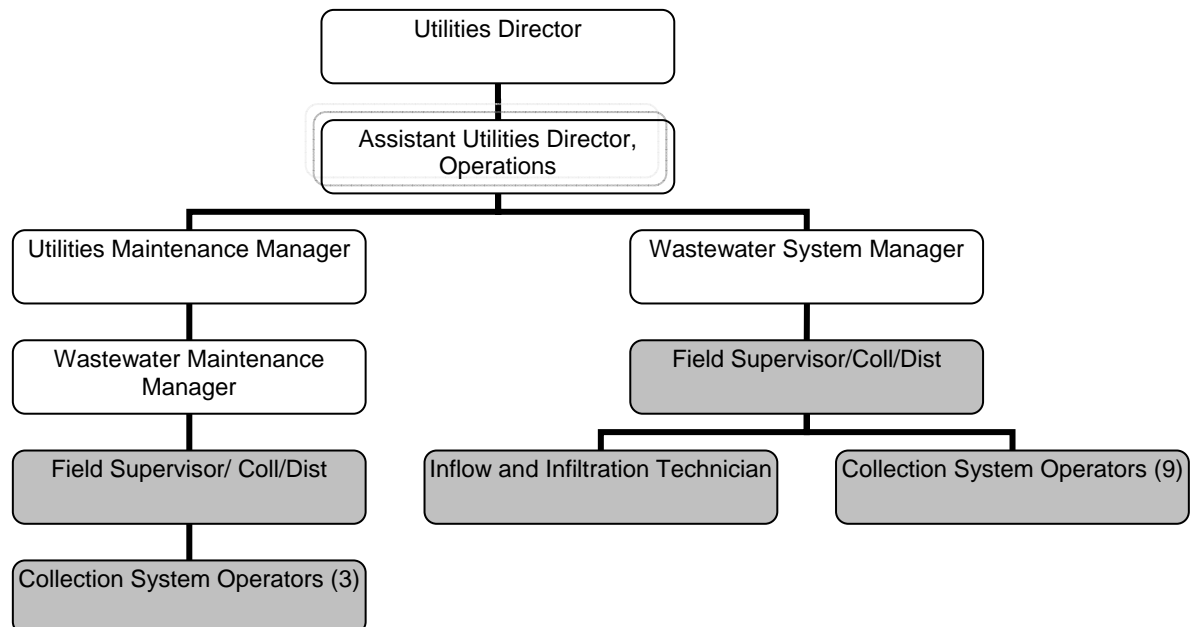 Utilities Director
Assistant Utilities Director,
Operations
Utilities Maintenance Manager
Wastewater System Manager
Wastewater Maintenance
Manager
Field Supervisor/Coll/Dist
Field Supervisor/ Coll/Dist
Inflow and Infiltration Technician
Collection System Operators (9)
Collection System Operators (3)